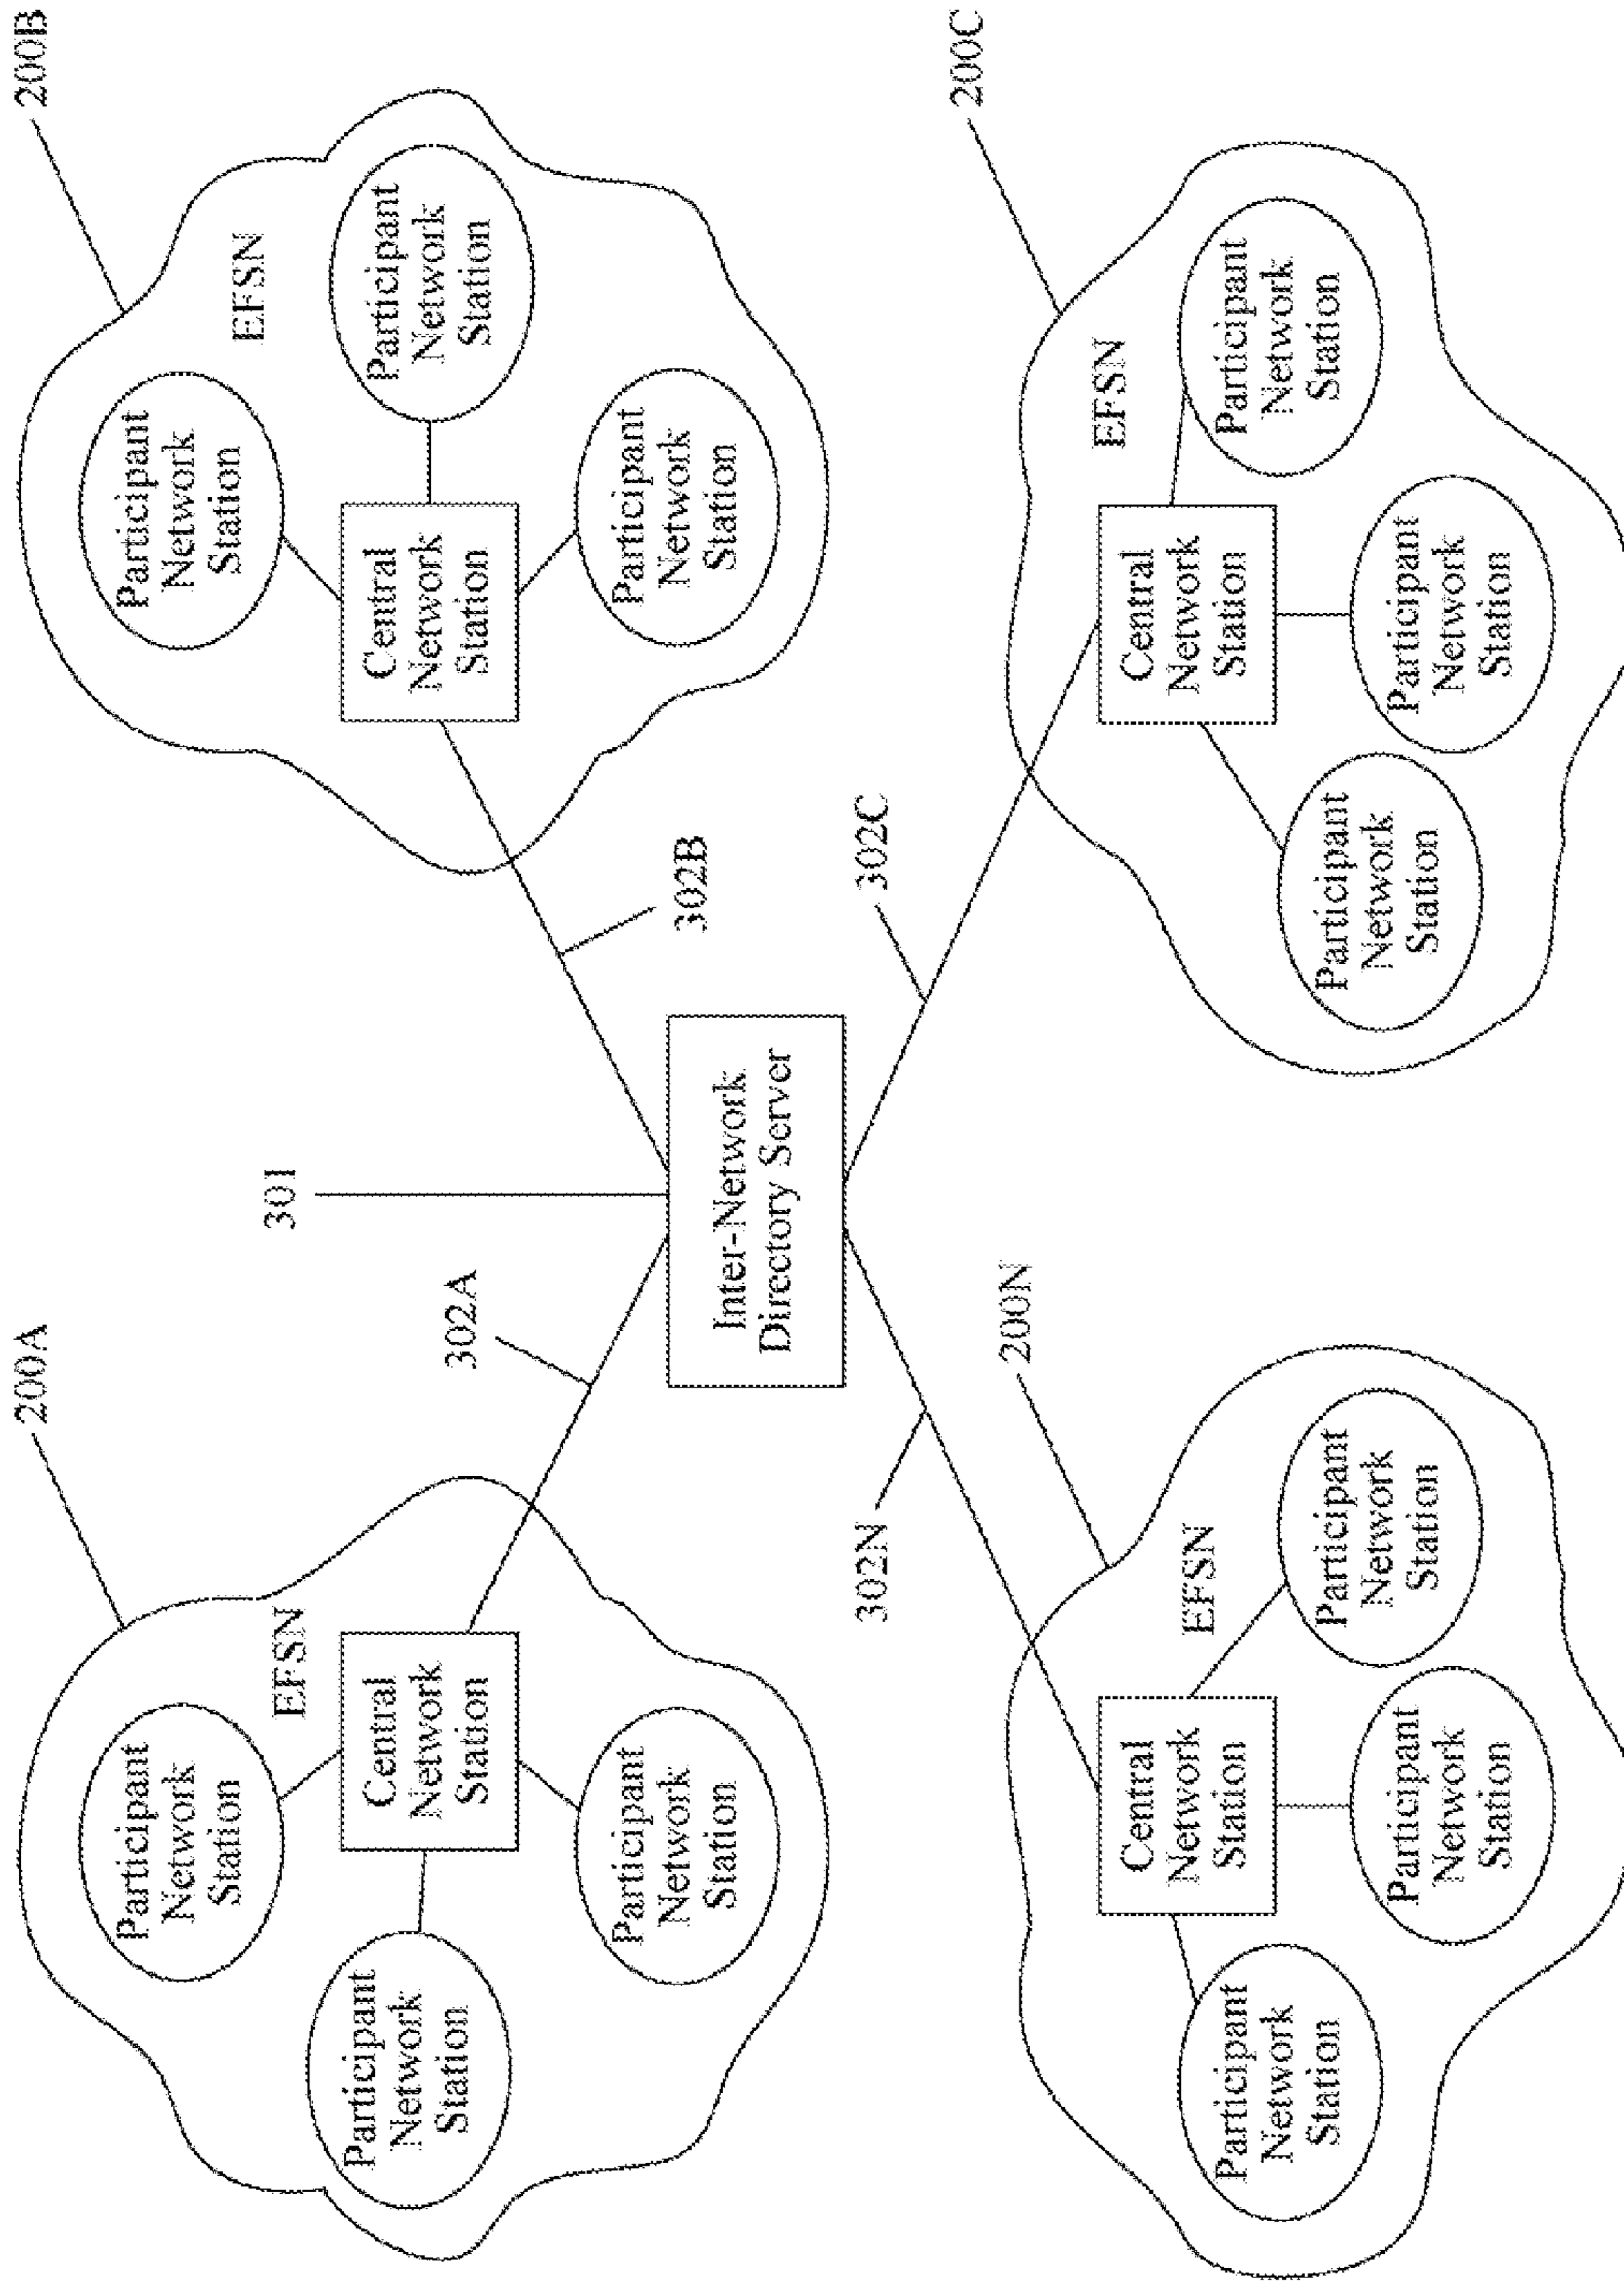 200A
EFSN
Participant
Network
Station
Participant
Network
Station
Central
Network
Station
Participant
Network
Station
302A
301
Inter-Network
Directory Server
200B
EFSN
Participant
Network
Station
Central
Network
Station
Participant
Network
Station
Participant
Network
Station
302B
302N
200N
EFSN
Central
Network
Station
Participant
Network
Station
Participant
Network
Station
Participant
Network
Station
302C
200C
EFSN
Central
Network
Station
Participant
Network
Station
Participant
Network
Station
Participant
Network
Station